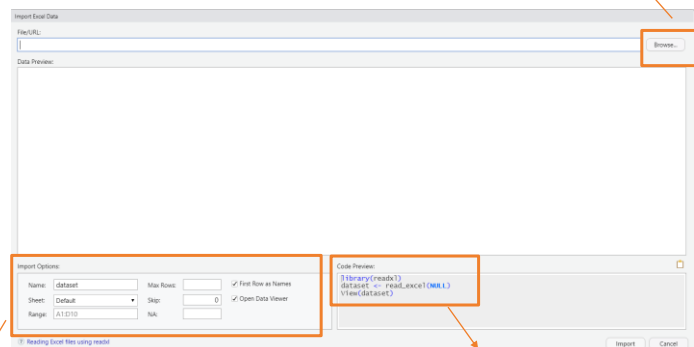 Import Excel Data
File/URL:
Browse...
Data Preview:
Import Options:
Name: dataset Max Rows: First Row as Names
Sheet: Default Skip: 0 Open Data Viewer
Range: A1:D10 NA:
Code Preview:
library(readxl)
dataset <- read_excel(NULL)
View(dataset)
? Reading Excel files using readxl
Import Cancel